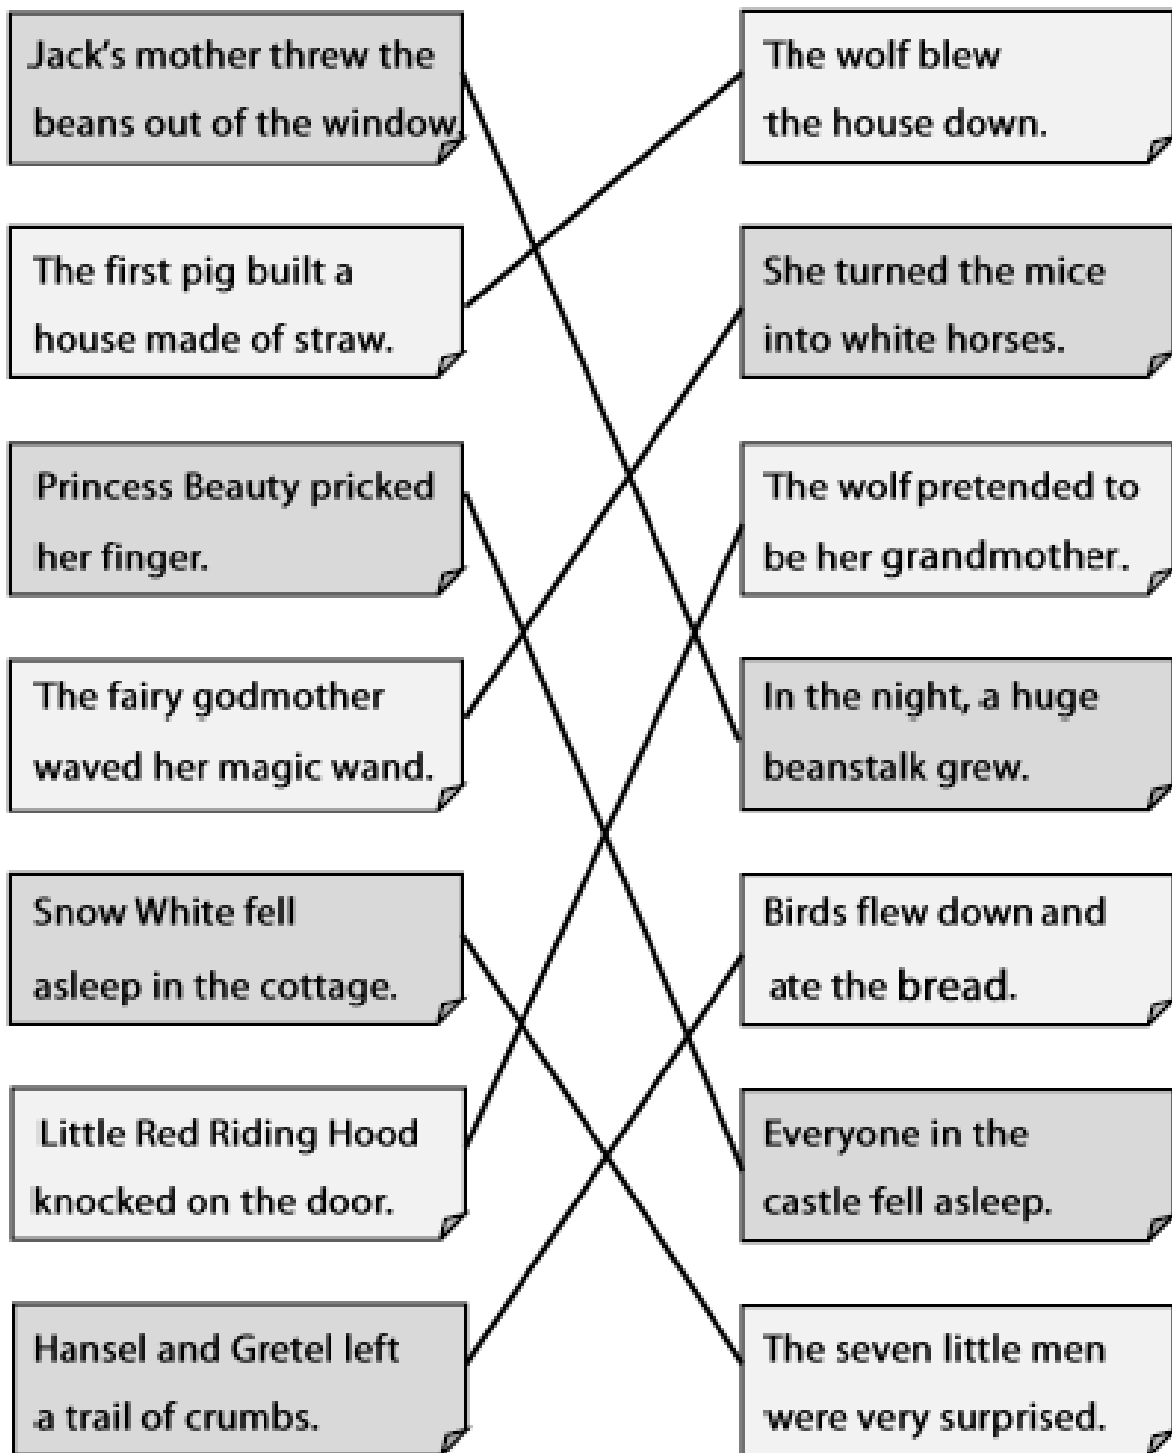 Jack's mother threw the
beans out of the window.
The wolf blew
the house down.
The first pig built a
house made of straw.
She turned the mice
into white horses.
Princess Beauty pricked
her finger.
The wolf pretended to
be her grandmother.
The fairy godmother
waved her magic wand.
In the night, a huge
beanstalk grew.
Snow White fell
asleep in the cottage.
Birds flew down and
ate the bread.
Little Red Riding Hood
knocked on the door.
Everyone in the
castle fell asleep.
Hansel and Gretel left
a trail of crumbs.
The seven little men
were very surprised.